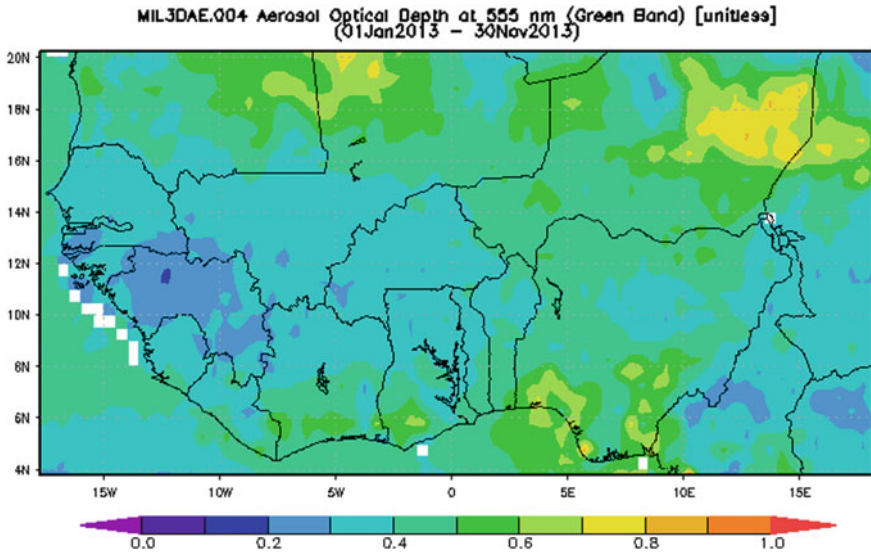 MIL3DAE.004 Aerosol Optical Depth at 555 nm (Green Band) [unitless]
(01Jan2013 – 30Nov2013)
20N
18N
16N
14N
12N
10N
8N
6N
4N
15W 10W 5W 0 5E 10E 15E
0.0 0.2 0.4 0.6 0.8 1.0